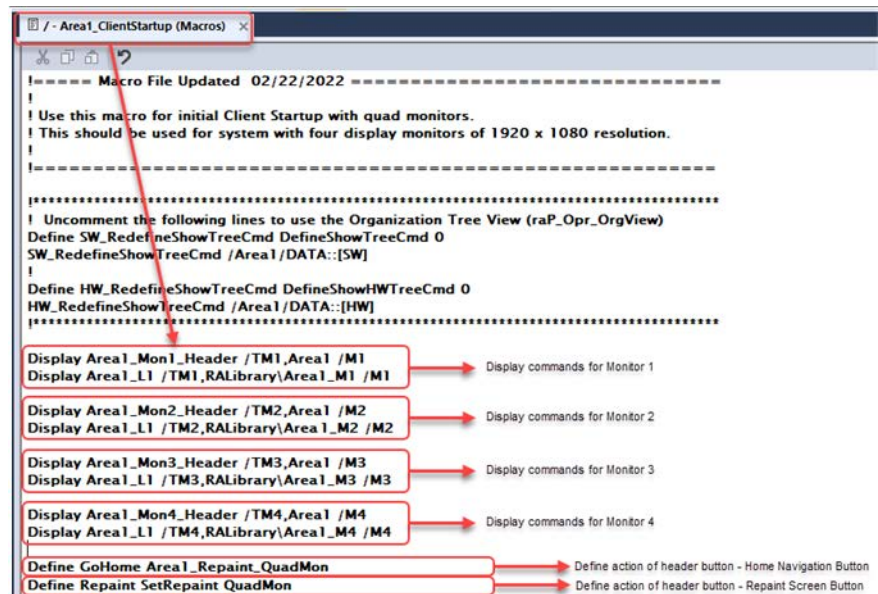 / - Area1_ClientStartup (Macros) ×
!===== Macro File Updated 02/22/2022 ==============================
!
! Use this macro for initial Client Startup with quad monitors.
! This should be used for system with four display monitors of 1920 x 1080 resolution.
!
!========================================================
!**************************************************************************
! Uncomment the following lines to use the Organization Tree View (raP_Opr_OrgView)
Define SW_RedefineShowTreeCmd DefineShowTreeCmd 0
SW_RedefineShowTreeCmd /Area1/DATA::[SW]
!
Define HW_RedefineShowTreeCmd DefineShowHWTreeCmd 0
HW_RedefineShowTreeCmd /Area1/DATA::[HW]
!**************************************************************************
Display Area1_Mon1_Header /TM1,Area1 /M1
Display Area1_L1 /TM1,RALibrary\Area1_M1 /M1
Display commands for Monitor 1
Display Area1_Mon2_Header /TM2,Area1 /M2
Display Area1_L1 /TM2,RALibrary\Area1_M2 /M2
Display commands for Monitor 2
Display Area1_Mon3_Header /TM3,Area1 /M3
Display Area1_L1 /TM3,RALibrary\Area1_M3 /M3
Display commands for Monitor 3
Display Area1_Mon4_Header /TM4,Area1 /M4
Display Area1_L1 /TM4,RALibrary\Area1_M4 /M4
Display commands for Monitor 4
Define GoHome Area1_Repaint_QuadMon
Define action of header button - Home Navigation Button
Define Repaint SetRepaint QuadMon
Define action of header button - Repaint Screen Button